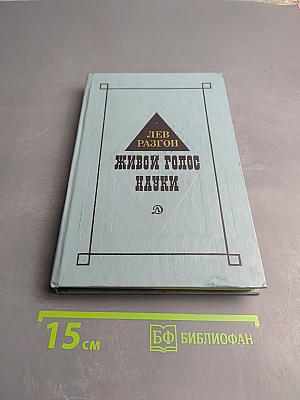 ЛЕВ
РАЗГОН
ЖИВОЙ ГОЛОС
НАУКИ
15 см
БФ БИБЛИОФАН